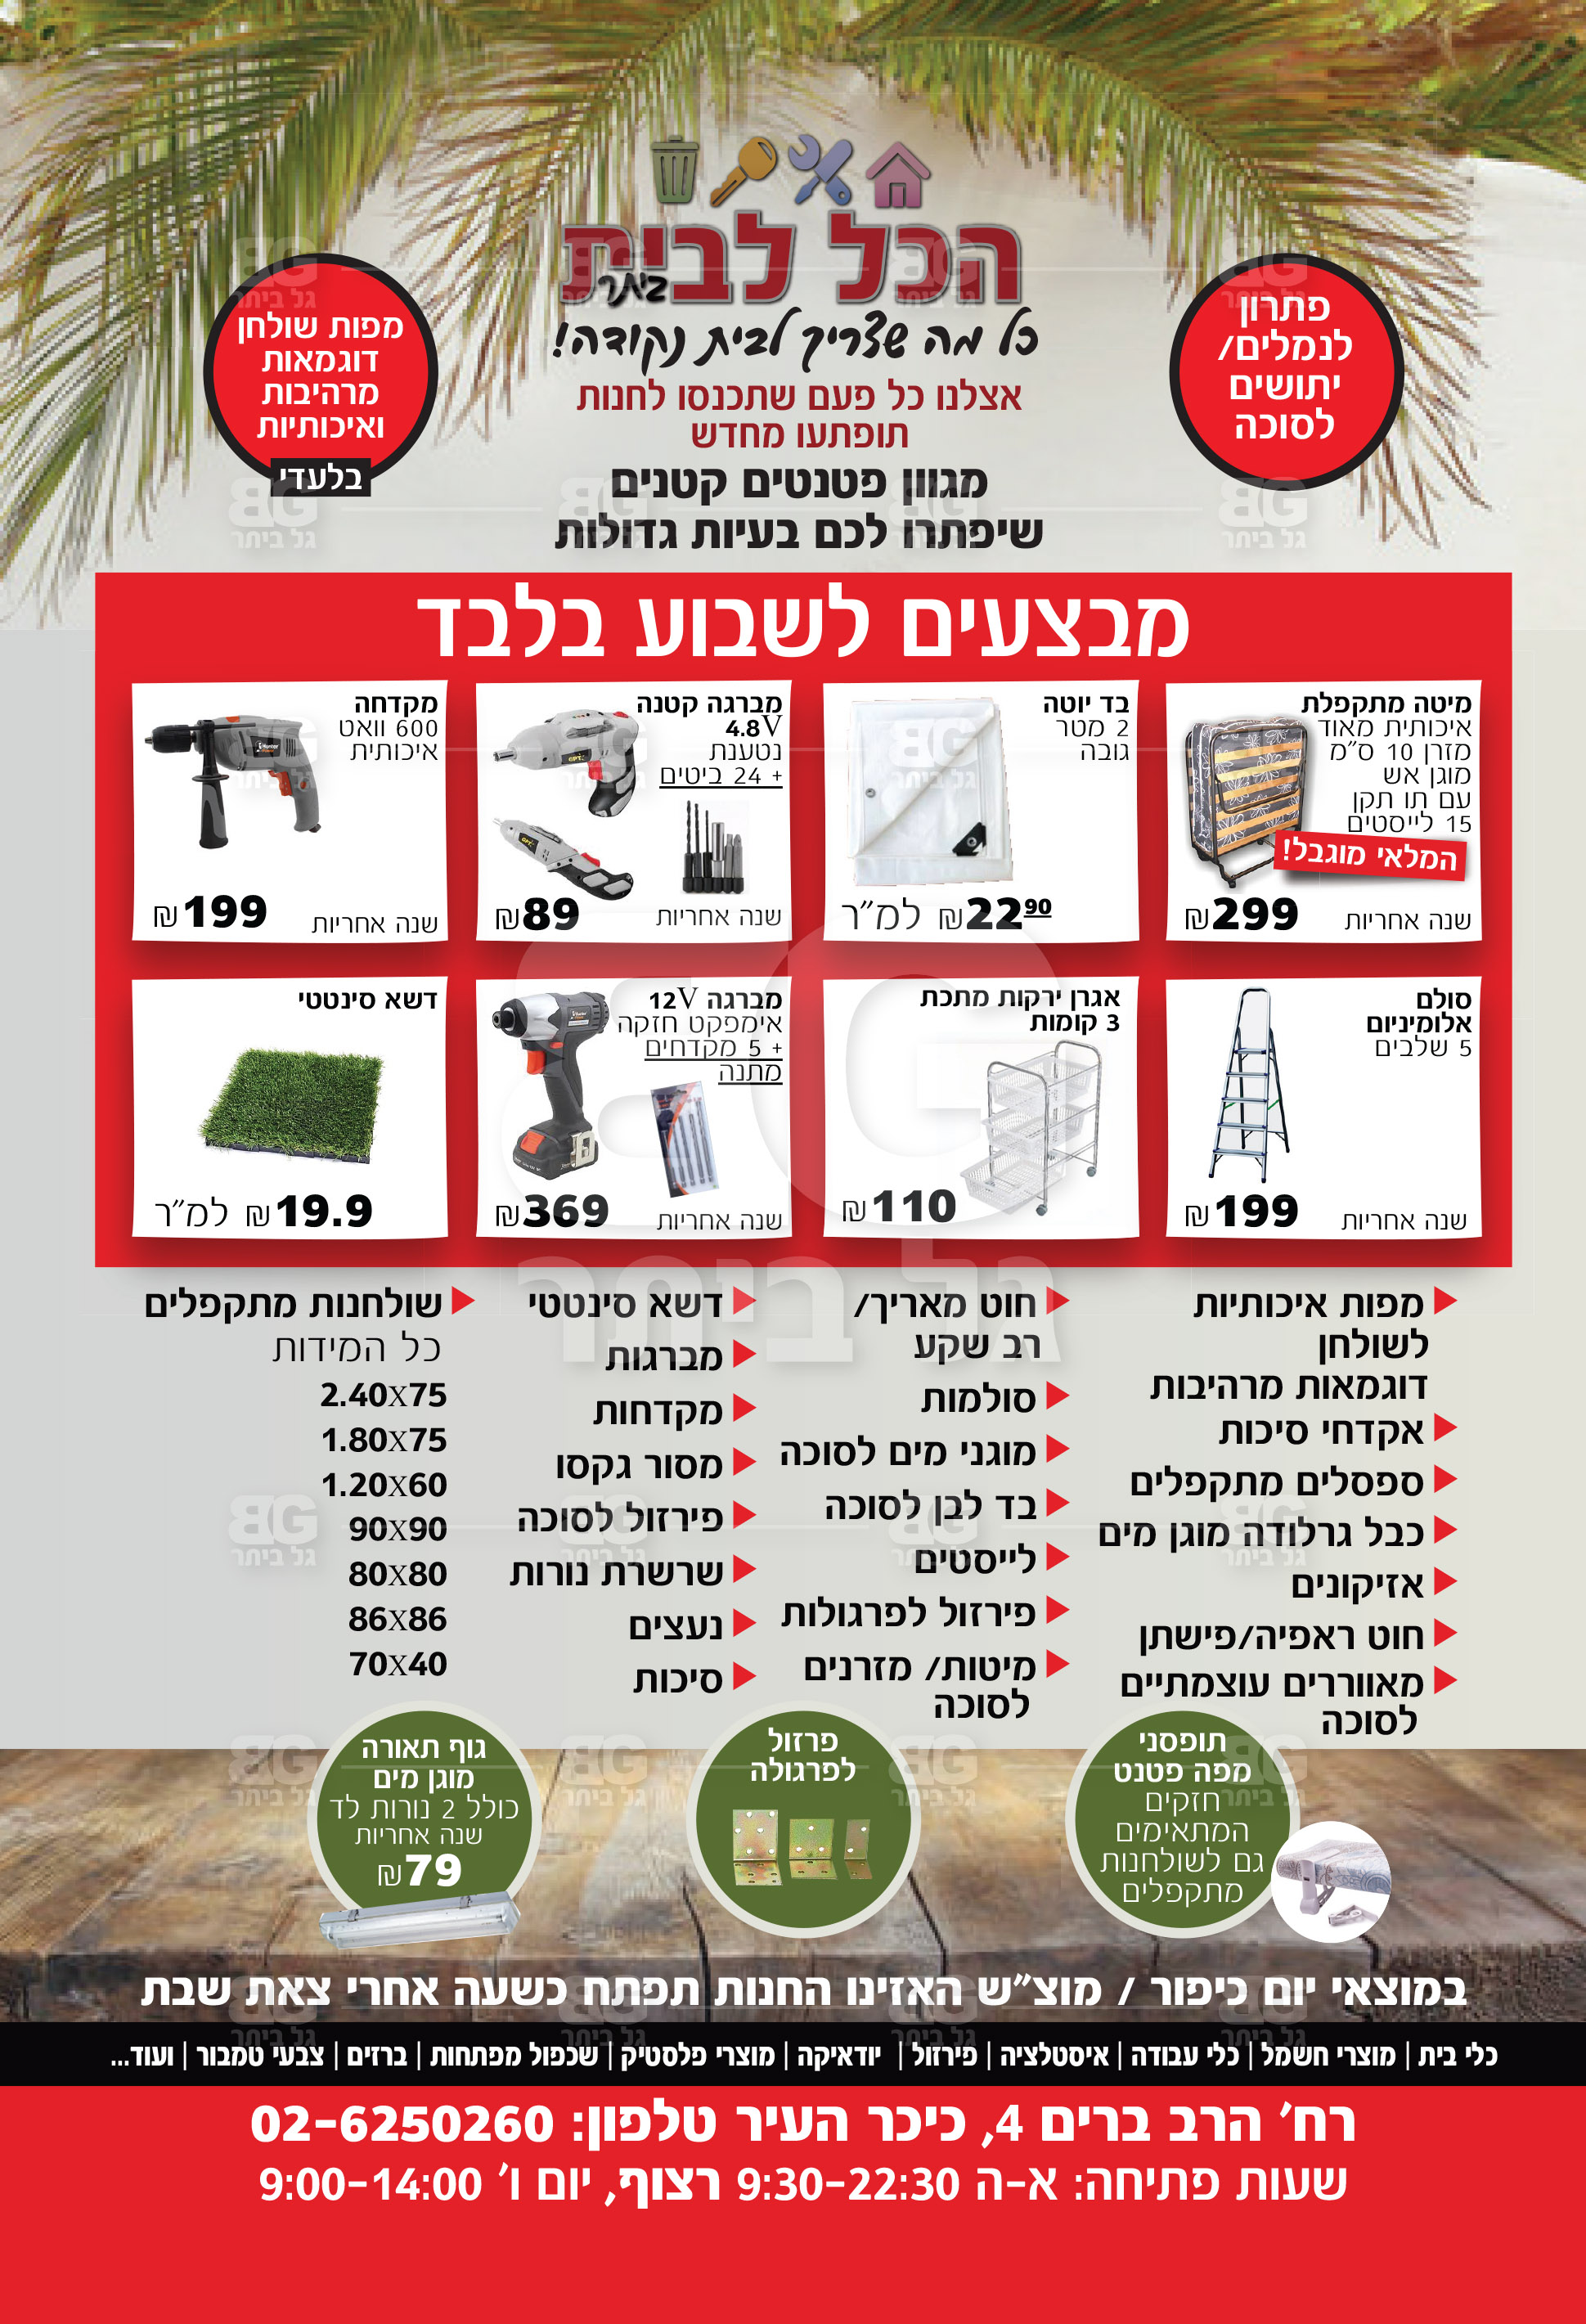 הכל לבית
ביתר
כל מה שצריך לבית נקודה!
אצלנו כל פעם שתכנסו לחנות
תופתעו מחדש
מגוון פטנטים קטנים
שיפתרו לכם בעיות גדולות
פתרון
לנמלים/
יתושים
לסוכה
מפות שולחן
דוגמאות
מרהיבות
ואיכותיות
בלעדי
מבצעים לשבוע בלבד
מיטה מתקפלת
איכותית מאוד
מזרן 10 ס"מ
מוגן אש
עם תו תקן
15 לייסטים
המלאי מוגבל!
שנה אחריות
299 ₪
בד יוטה
2 מטר
גובה
22.90 ₪ למ"ר
מברגה קטנה
4.8V
נטענת
+ 24 ביטים
שנה אחריות
89 ₪
מקדחה
600 וואט
איכותית
שנה אחריות
199 ₪
סולם
אלומיניום
5 שלבים
שנה אחריות
199 ₪
אגרן ירקות מתכת
3 קומות
110 ₪
מברגה 12V
אימפקט חזקה
+ 5 מקדחים
מתנה
שנה אחריות
369 ₪
דשא סינטטי
19.9 ₪ למ"ר
מפות איכותיות
לשולחן
דוגמאות מרהיבות
אקדחי סיכות
ספסלים מתקפלים
כבל גרלידה מוגן מים
אזיקונים
חוט ראפיה/פישתן
מאווררים עוצמתיים
לסוכה
חוט מאריך/
רב שקע
סולמות
מוגני מים לסוכה
בד לבן לסוכה
לייסטים
פירזול לפרגולות
מיטות/ מזרנים
לסוכה
דשא סינטטי
מברגות
מקדחות
מסור גקסו
פירזול לסוכה
שרשרת נורות
נעצים
סיכות
שולחנות מתקפלים
כל המידות
2.40X75
1.80X75
1.20X60
90X90
80X80
86X86
70X40
תופסני
מפה פטנט
חזקים
המתאימים
גם לשולחנות
מתקפלים
פרזול
לפרגולה
גוף תאורה
מוגן מים
כולל 2 נורות לד
שנה אחריות
79 ₪
במוצאי יום כיפור / מוצ"ש האזינו החנות תפתח כשעה אחרי צאת שבת
כלי בית | מוצרי חשמל | כלי עבודה | איסטלציה | פירזול | יודאיקה | מוצרי פלסטיק | שכפול מפתחות | ברזים | צבעי טמבור | ועוד...
רח' הרב ברים 4, כיכר העיר טלפון: 02-6250260
שעות פתיחה: א-ה 9:30-22:30 רצוף, יום ו' 9:00-14:00
BG
גל ביתר